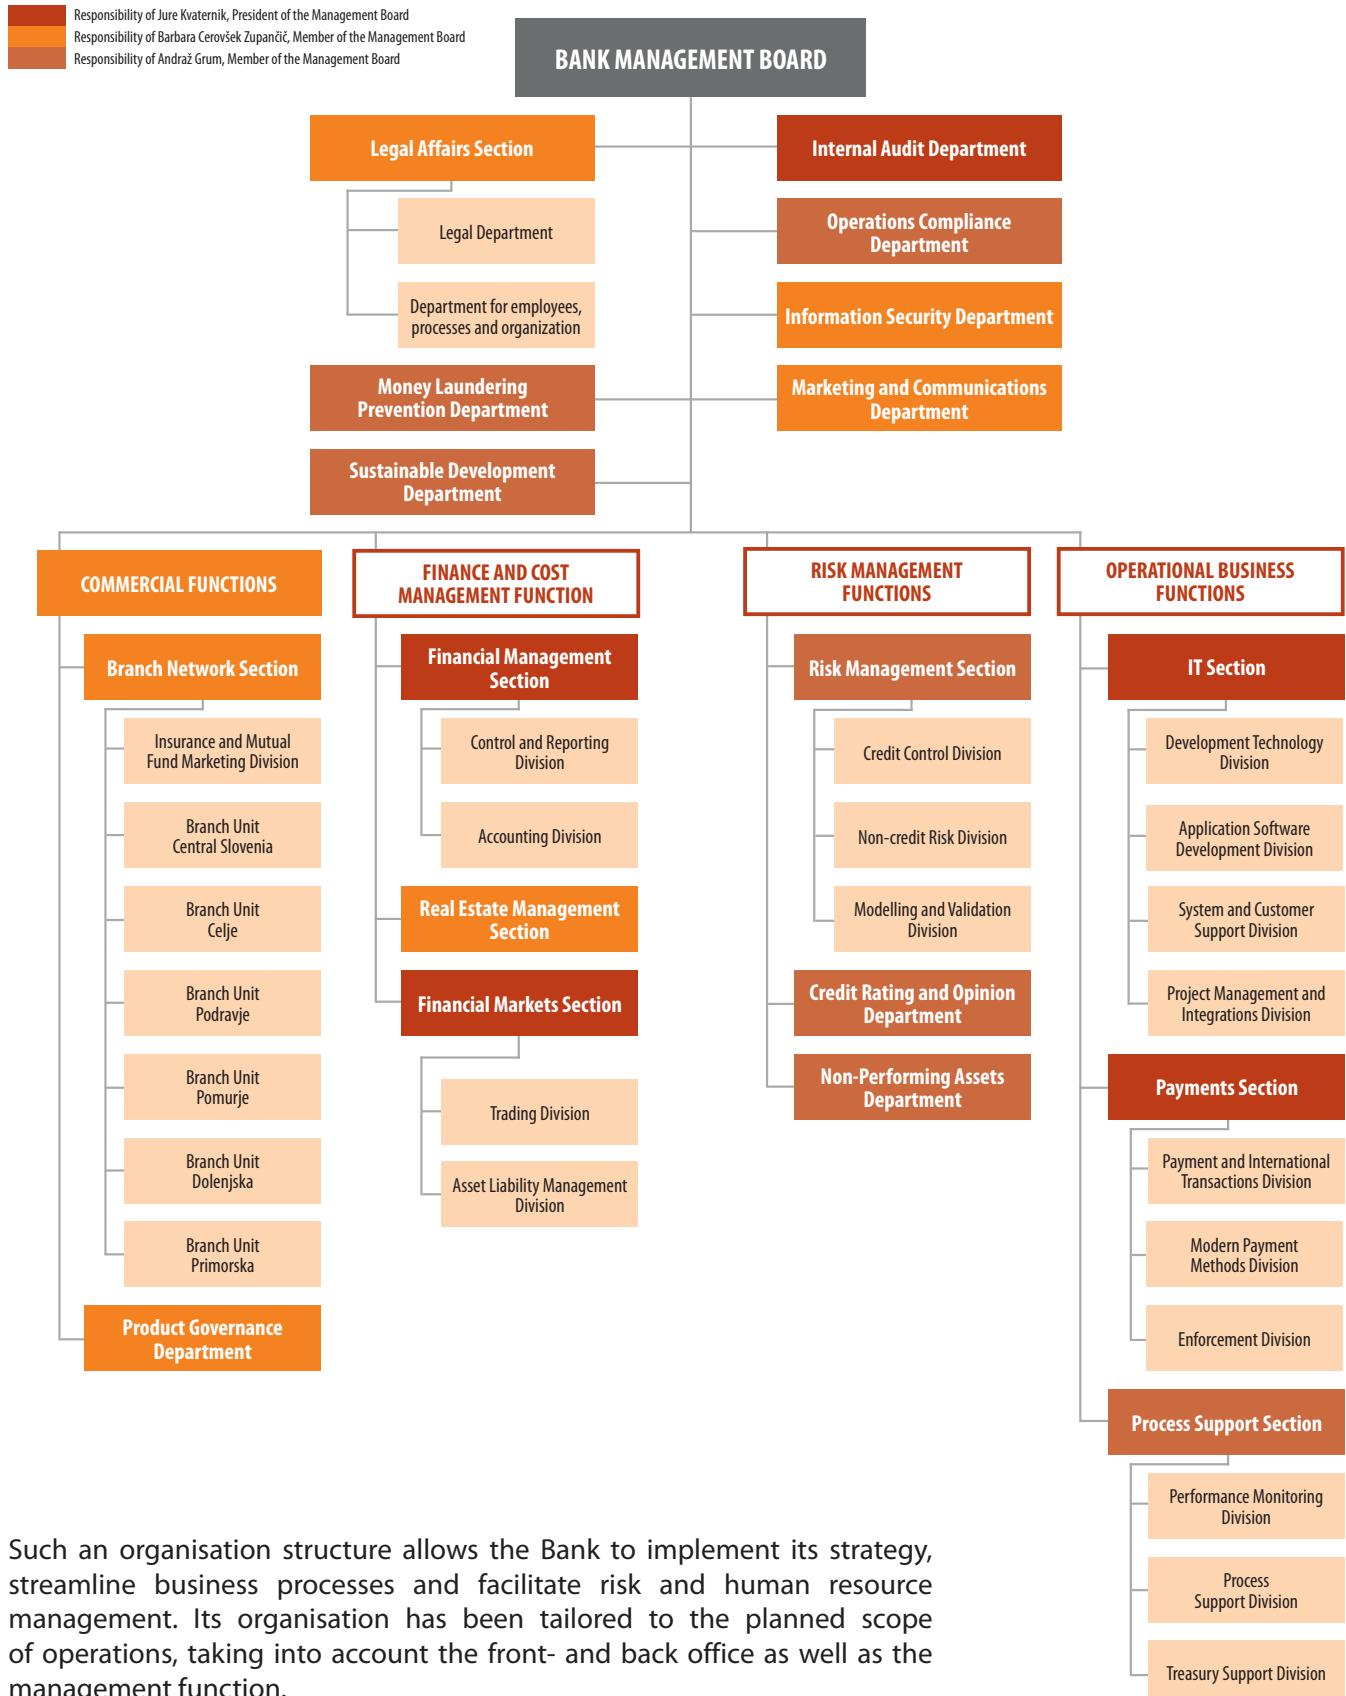 Responsibility of Jure Kvaternik, President of the Management Board
Responsibility of Barbara Cerovšek Zupančič, Member of the Management Board
Responsibility of Andraž Grum, Member of the Management Board
BANK MANAGEMENT BOARD
Legal Affairs Section
Legal Department
Department for employees,
processes and organization
Money Laundering
Prevention Department
Sustainable Development
Department
Internal Audit Department
Operations Compliance
Department
Information Security Department
Marketing and Communications
Department
COMMERCIAL FUNCTIONS
Branch Network Section
Insurance and Mutual
Fund Marketing Division
Branch Unit
Central Slovenia
Branch Unit
Celje
Branch Unit
Podravje
Branch Unit
Pomurje
Branch Unit
Dolenjska
Branch Unit
Primorska
Product Governance
Department
FINANCE AND COST
MANAGEMENT FUNCTION
Financial Management
Section
Control and Reporting
Division
Accounting Division
Real Estate Management
Section
Financial Markets Section
Trading Division
Asset Liability Management
Division
RISK MANAGEMENT
FUNCTIONS
Risk Management Section
Credit Control Division
Non-credit Risk Division
Modelling and Validation
Division
Credit Rating and Opinion
Department
Non-Performing Assets
Department
OPERATIONAL BUSINESS
FUNCTIONS
IT Section
Development Technology
Division
Application Software
Development Division
System and Customer
Support Division
Project Management and
Integrations Division
Payments Section
Payment and International
Transactions Division
Modern Payment
Methods Division
Enforcement Division
Process Support Section
Performance Monitoring
Division
Process
Support Division
Treasury Support Division
Such an organisation structure allows the Bank to implement its strategy,
streamline business processes and facilitate risk and human resource
management. Its organisation has been tailored to the planned scope
of operations, taking into account the front- and back office as well as the
management function.